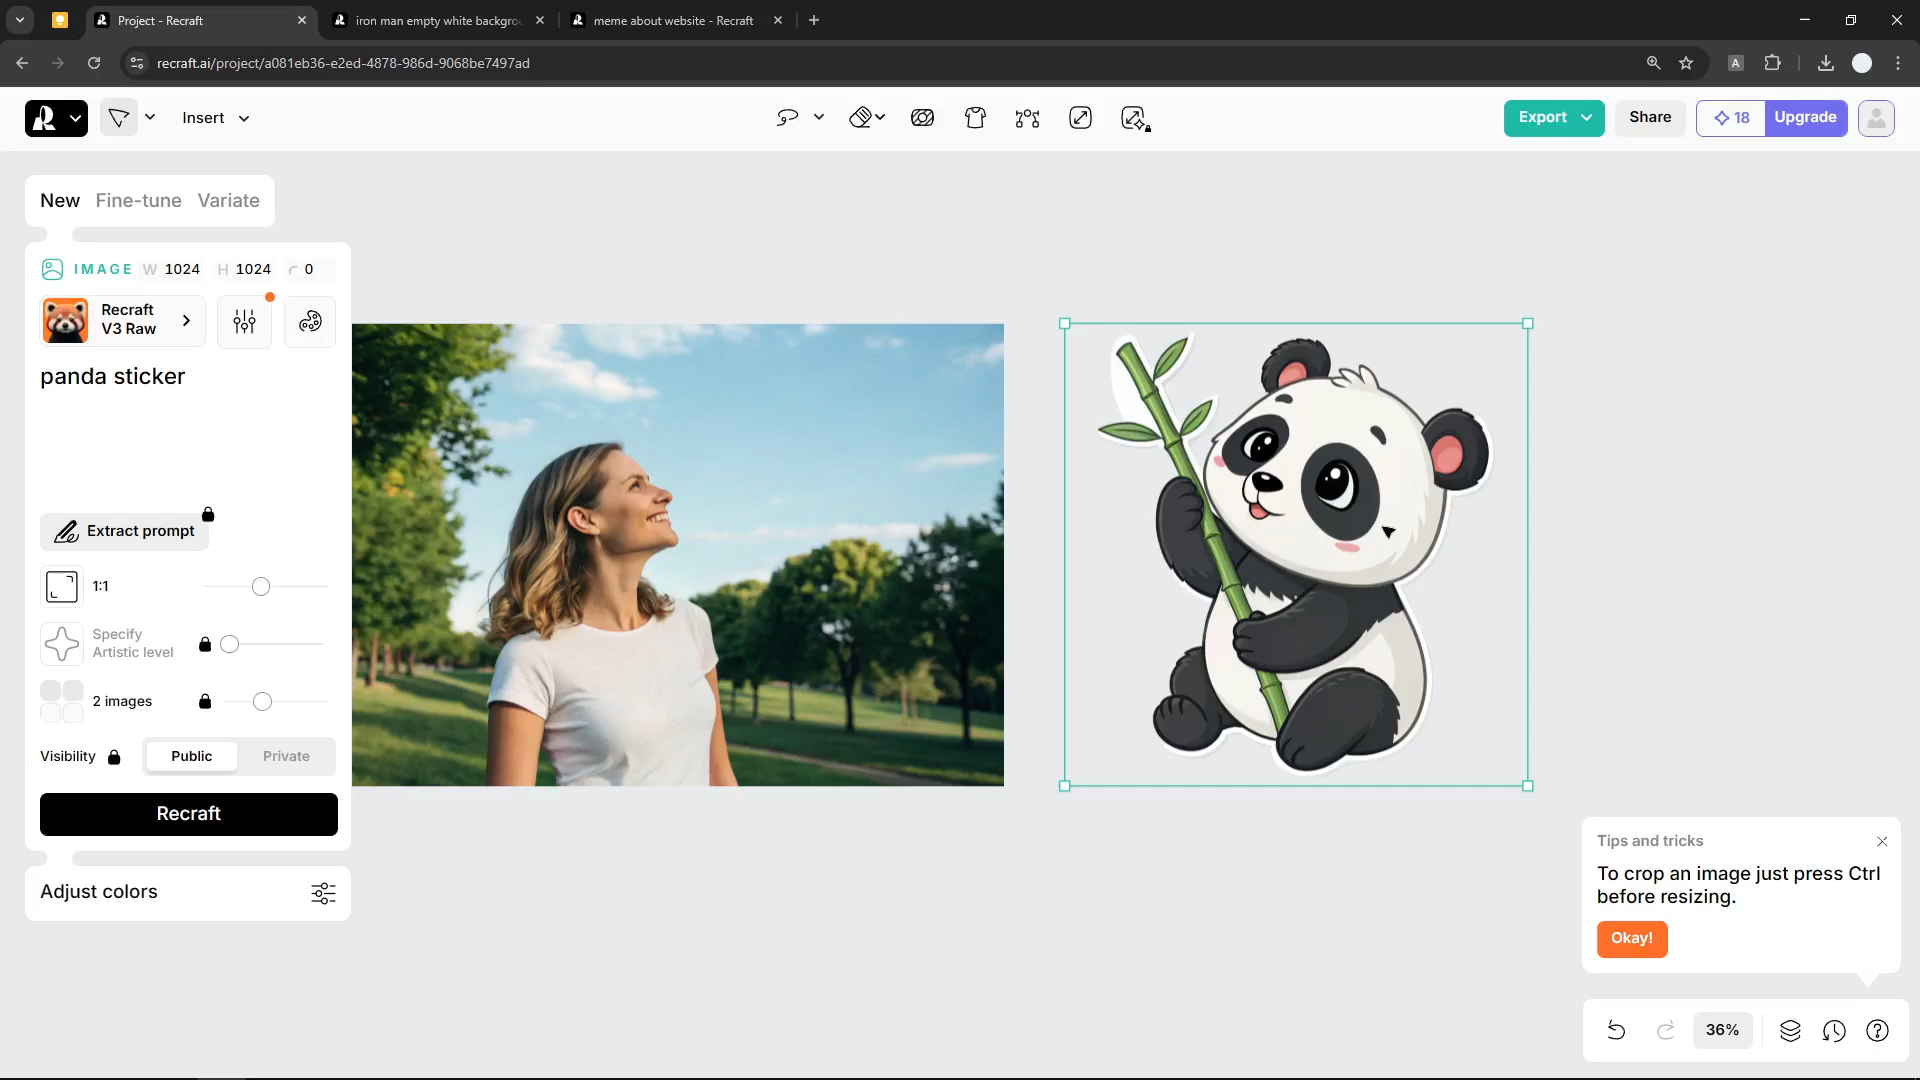 Project - Recraft
iron man empty white backgrou
meme about website - Recraft
recraft.ai/project/a081eb36-e2ed-4878-986d-9068be7497ad
A
Insert
Export
Share
18
Upgrade
New
Fine-tune
Variate
IMAGE
W 1024
H 1024
0
Recraft
V3 Raw
panda sticker
Extract prompt
1:1
Specify
Artistic level
2 images
Visibility
Public
Private
Recraft
Adjust colors
Tips and tricks
To crop an image just press Ctrl
before resizing.
Okay!
36%